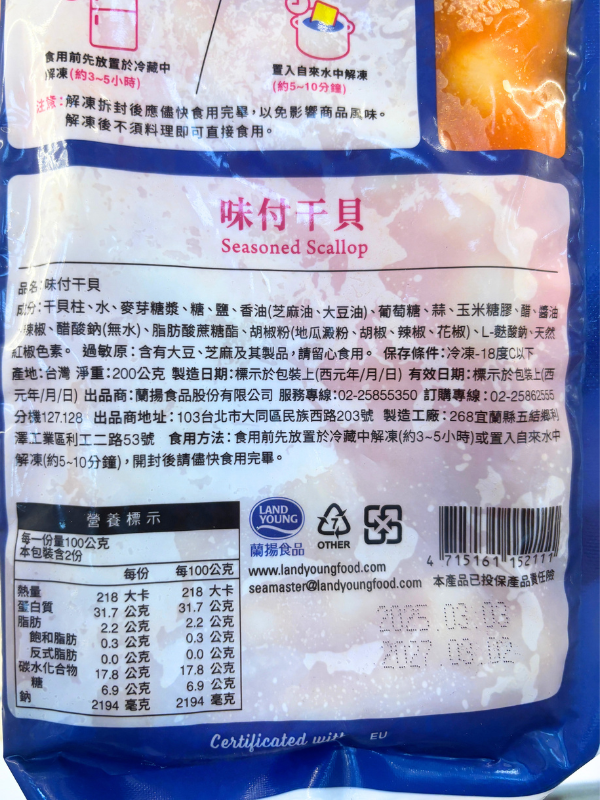 食用前先放置於冷藏中
解凍(約3~5小時)
置入自來水中解凍
(約5~10分鐘)
注意:解凍拆封後應儘快食用完畢,以免影響商品風味。
解凍後不須料理即可直接食用。
味付干貝
Seasoned Scallop
品名:味付干貝
成分:干貝柱、水、麥芽糖漿、糖、鹽、香油(芝麻油、大豆油)、葡萄糖、蒜、玉米糖膠、醋、醬油
、辣椒、醋酸鈉(無水)、脂肪酸蔗糖酯、胡椒粉(地瓜澱粉、胡椒、辣椒、花椒)、L-麩酸鈉、天然
紅椒色素。 過敏原:含有大豆、芝麻及其製品,請留心食用。 保存條件:冷凍-18度C以下
產地:台灣 淨重:200公克 製造日期:標示於包裝上(西元年/月/日) 有效日期:標示於包裝上(西
元年/月/日) 出品商:蘭揚食品股份有限公司 服務專線:02-25855350 訂購專線:02-25862555
分機127.128 出品商地址:103台北市大同區民族西路203號 製造工廠:268宜蘭縣五結鄉利
澤工業區利工二路53號 食用方法:食用前先放置於冷藏中解凍(約3~5小時)或置入自來水中
解凍(約5~10分鐘),開封後請儘快食用完畢。
營養標示
每一份量100公克
本包裝含2份
每份 每100公克
熱量 218 大卡 218 大卡
蛋白質 31.7 公克 31.7 公克
脂肪 2.2 公克 2.2 公克
飽和脂肪 0.3 公克 0.3 公克
反式脂肪 0.0 公克 0.0 公克
碳水化合物 17.8 公克 17.8 公克
糖 6.9 公克 6.9 公克
鈉 2194 毫克 2194 毫克
LAND
YOUNG
蘭揚食品
7
OTHER
www.landyoungfood.com
seamaster@landyoungfood.com
4 715161 152111
本產品已投保產品責任險
2025.03.03
2027.03.02
Certificated with EU